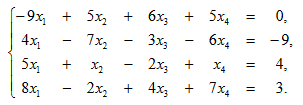 -9x₁ + 5x₂ + 6x₃ + 5x₄ = 0,
4x₁ - 7x₂ - 3x₃ - 6x₄ = -9,
5x₁ + x₂ - 2x₃ + x₄ = 4,
8x₁ - 2x₂ + 4x₃ + 7x₄ = 3.